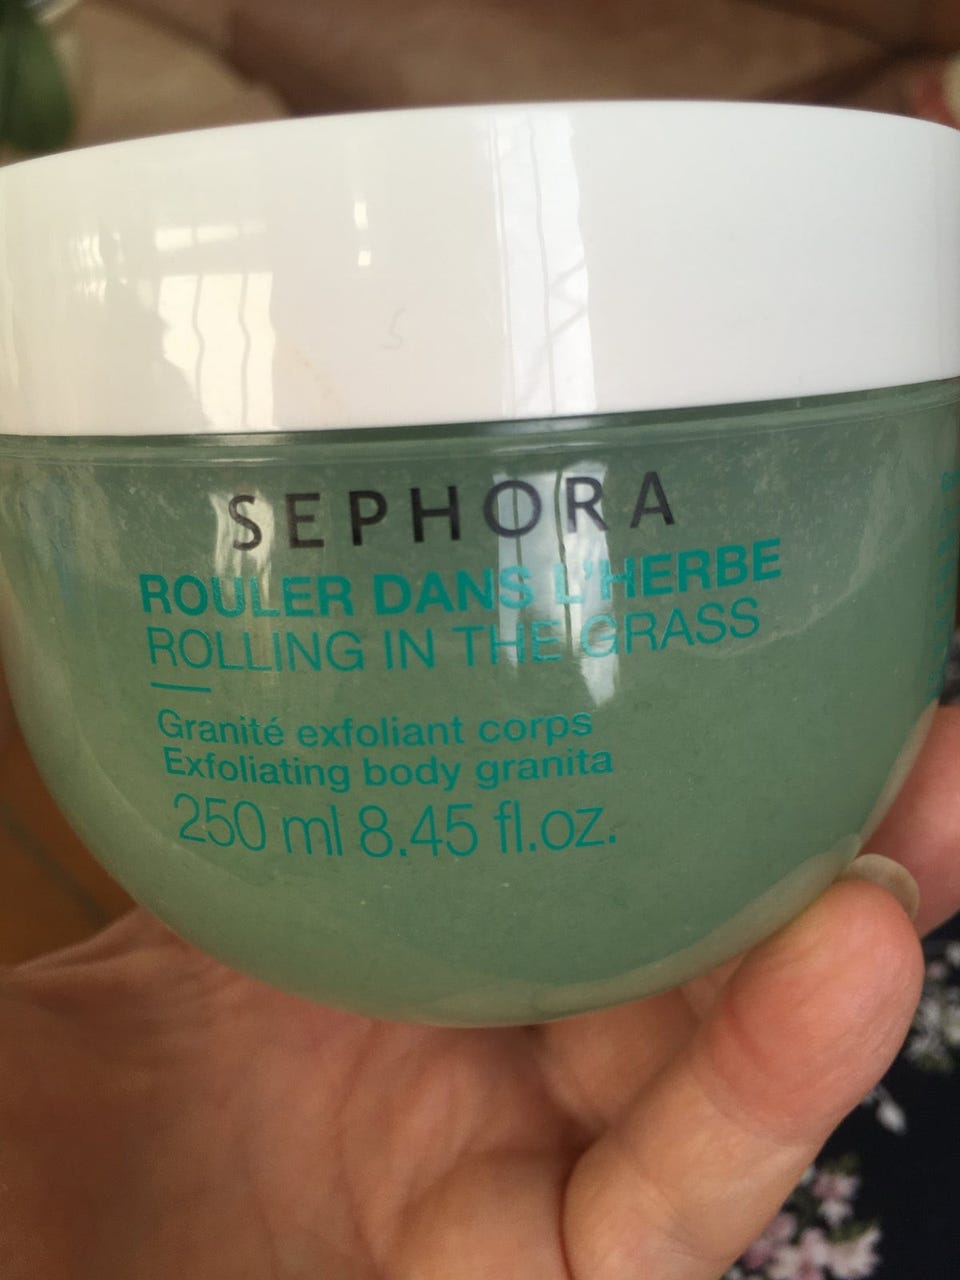 SEPHORA
ROULER DANS L'HERBE
ROLLING IN THE GRASS
Granité exfoliant corps
Exfoliating body granita
250 ml 8.45 fl.oz.